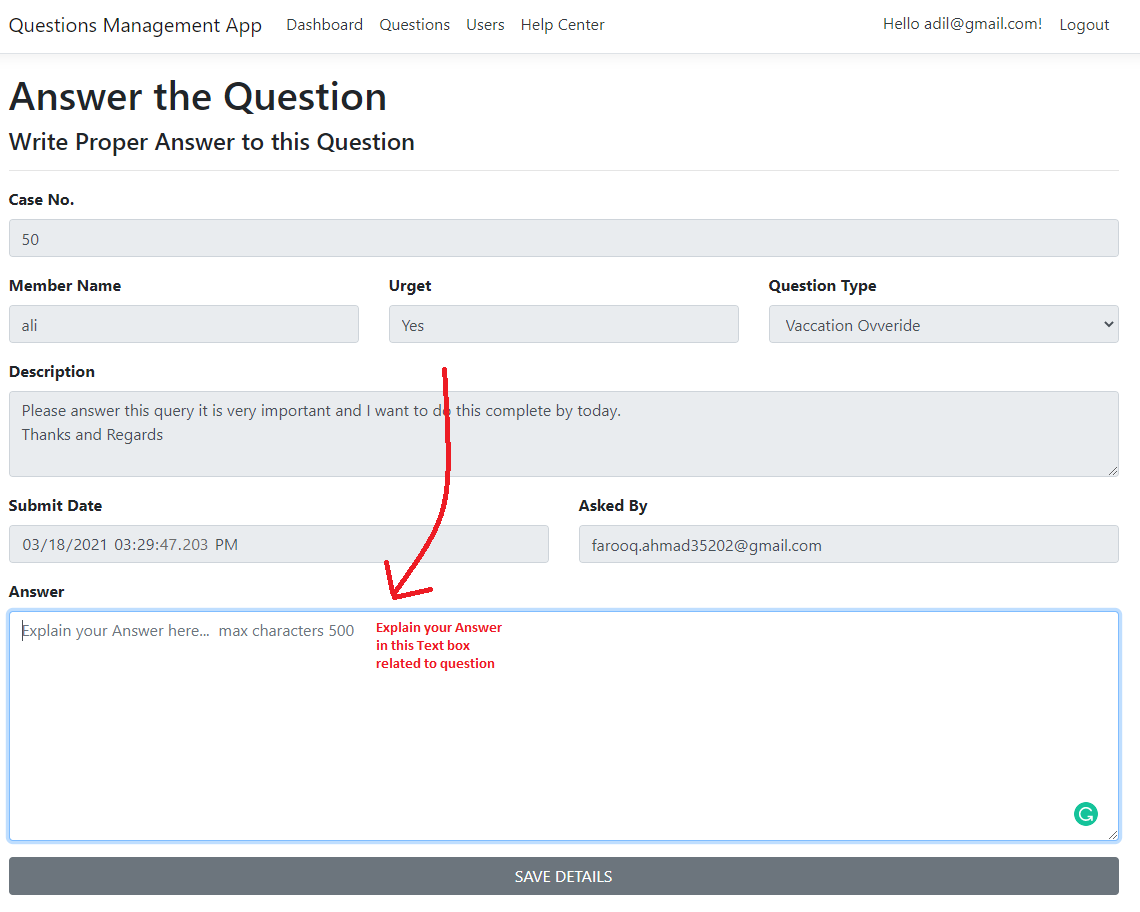 Questions Management App Dashboard Questions Users Help Center Hello adil@gmail.com! Logout
Answer the Question
Write Proper Answer to this Question
Case No.
50
Member Name Urget Question Type
ali Yes Vaccation Ovveride
Description
Please answer this query it is very important and I want to do this complete by today.
Thanks and Regards
Submit Date Asked By
03/18/2021 03:29:47.203 PM farooq.ahmad35202@gmail.com
Answer
Explain your Answer here... max characters 500
Explain your Answer
in this Text box
related to question
SAVE DETAILS